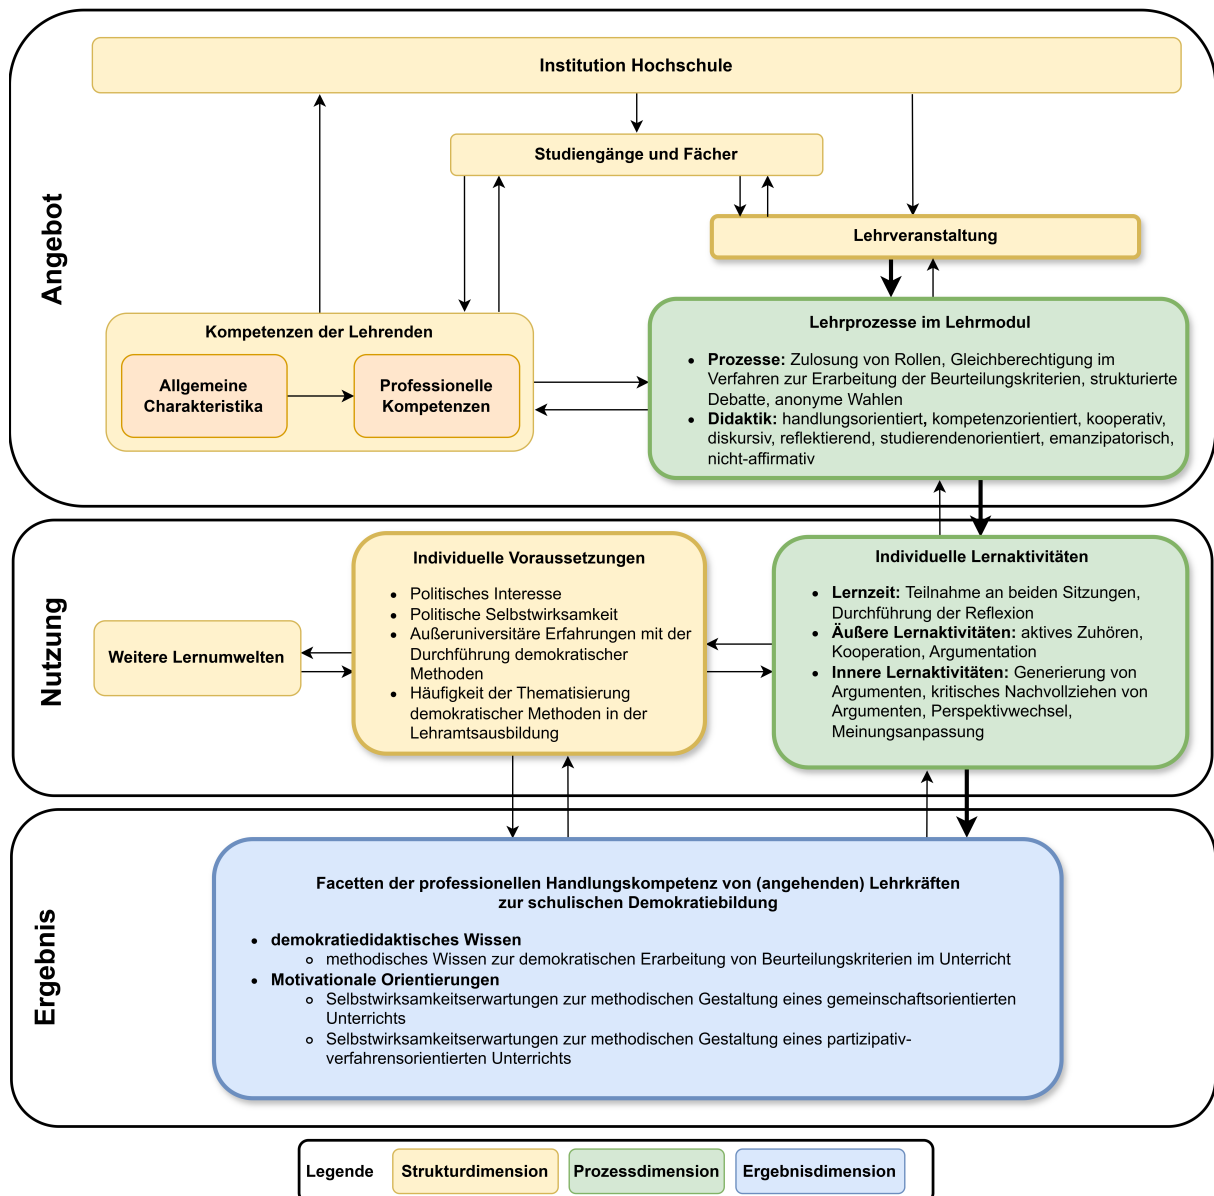 Institution Hochschule
Studiengänge und Fächer
Lehrveranstaltung
Angebot
Kompetenzen der Lehrenden
Allgemeine
Charakteristika
Professionelle
Kompetenzen
Lehrprozesse im Lehrmodul
• Prozesse: Zulosung von Rollen, Gleichberechtigung im
Verfahren zur Erarbeitung der Beurteilungskriterien, strukturierte
Debatte, anonyme Wahlen
• Didaktik: handlungsorientiert, kompetenzorientiert, kooperativ,
diskursiv, reflektierend, studierendenorientiert, emanzipatorisch,
nicht-affirmativ
Nutzung
Weitere Lernumwelten
Individuelle Voraussetzungen
• Politisches Interesse
• Politische Selbstwirksamkeit
• Außeruniversitäre Erfahrungen mit der
Durchführung demokratischer
Methoden
• Häufigkeit der Thematisierung
demokratischer Methoden in der
Lehramtsausbildung
Individuelle Lernaktivitäten
• Lernzeit: Teilnahme an beiden Sitzungen,
Durchführung der Reflexion
• Äußere Lernaktivitäten: aktives Zuhören,
Kooperation, Argumentation
• Innere Lernaktivitäten: Generierung von
Argumenten, kritisches Nachvollziehen von
Argumenten, Perspektivwechsel,
Meinungsanpassung
Ergebnis
Facetten der professionellen Handlungskompetenz von (angehenden) Lehrkräften
zur schulischen Demokratiebildung
• demokratiedidaktisches Wissen
◦ methodisches Wissen zur demokratischen Erarbeitung von Beurteilungskriterien im Unterricht
• Motivationale Orientierungen
◦ Selbstwirksamkeitserwartungen zur methodischen Gestaltung eines gemeinschaftsorientierten
Unterrichts
◦ Selbstwirksamkeitserwartungen zur methodischen Gestaltung eines partizipativ-
verfahrensorientierten Unterrichts
Legende
Strukturdimension
Prozessdimension
Ergebnisdimension